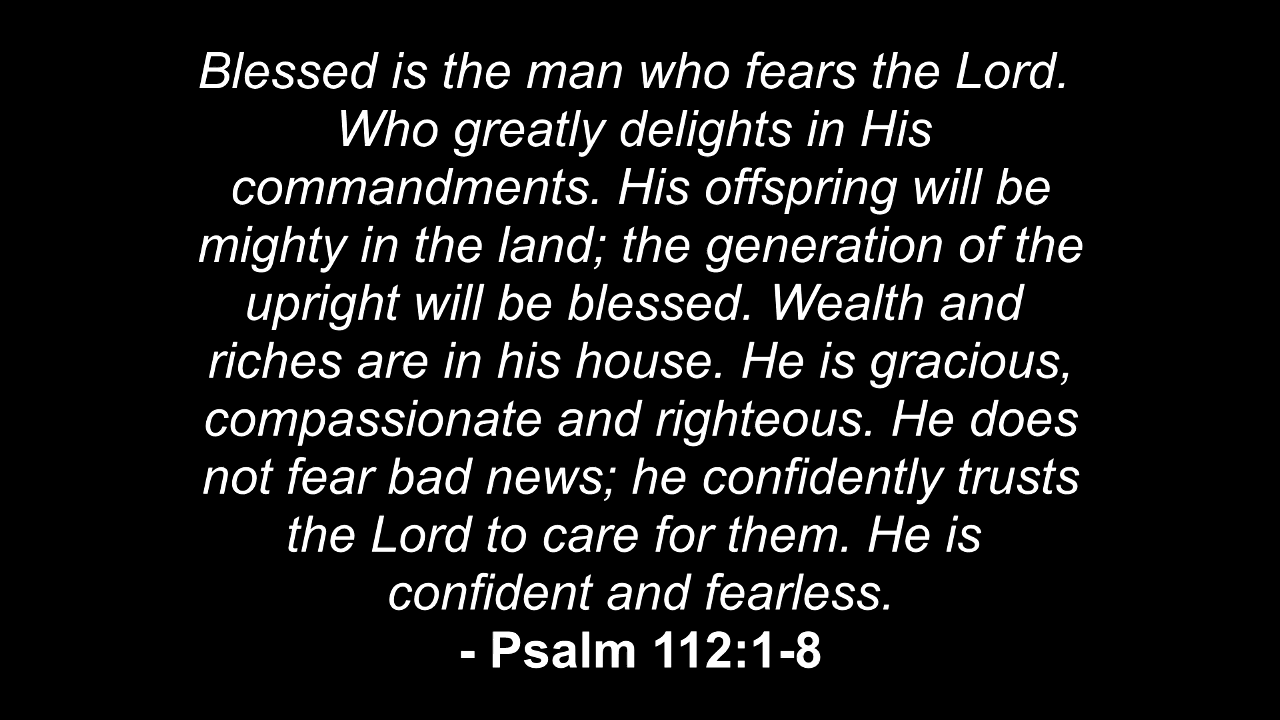 Blessed is the man who fears the Lord.
Who greatly delights in His
commandments. His offspring will be
mighty in the land; the generation of the
upright will be blessed. Wealth and
riches are in his house. He is gracious,
compassionate and righteous. He does
not fear bad news; he confidently trusts
the Lord to care for them. He is
confident and fearless.
- Psalm 112:1-8